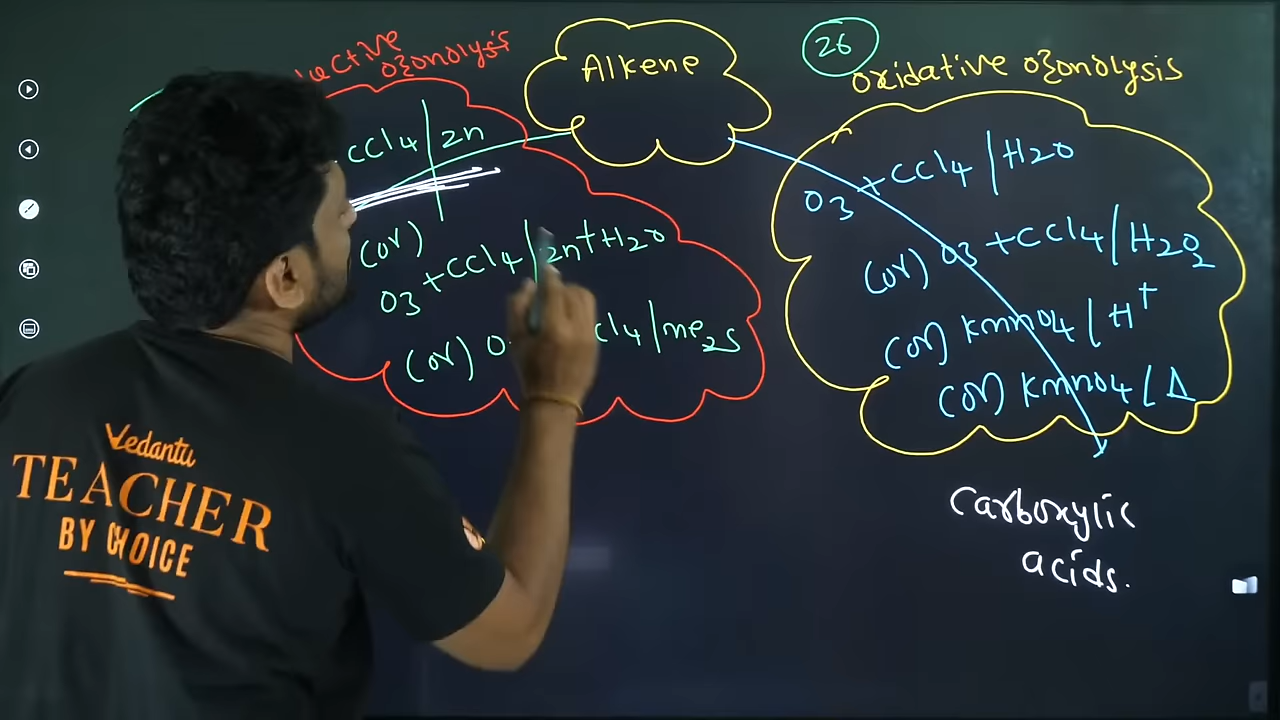 ozonolysis
CCl4/Zn
(or)
O3+CCl4/Zn+H2O
(or) O Cl4/me2S
Alkene
26
oxidative ozonolysis
O3+CCl4/H2O
(or) O3+CCl4/H2O2
(or) KmnO4/H+
(or) KmnO4/Δ
Carboxylic
acids.
Vedantu
TEACHER
BY CHOICE